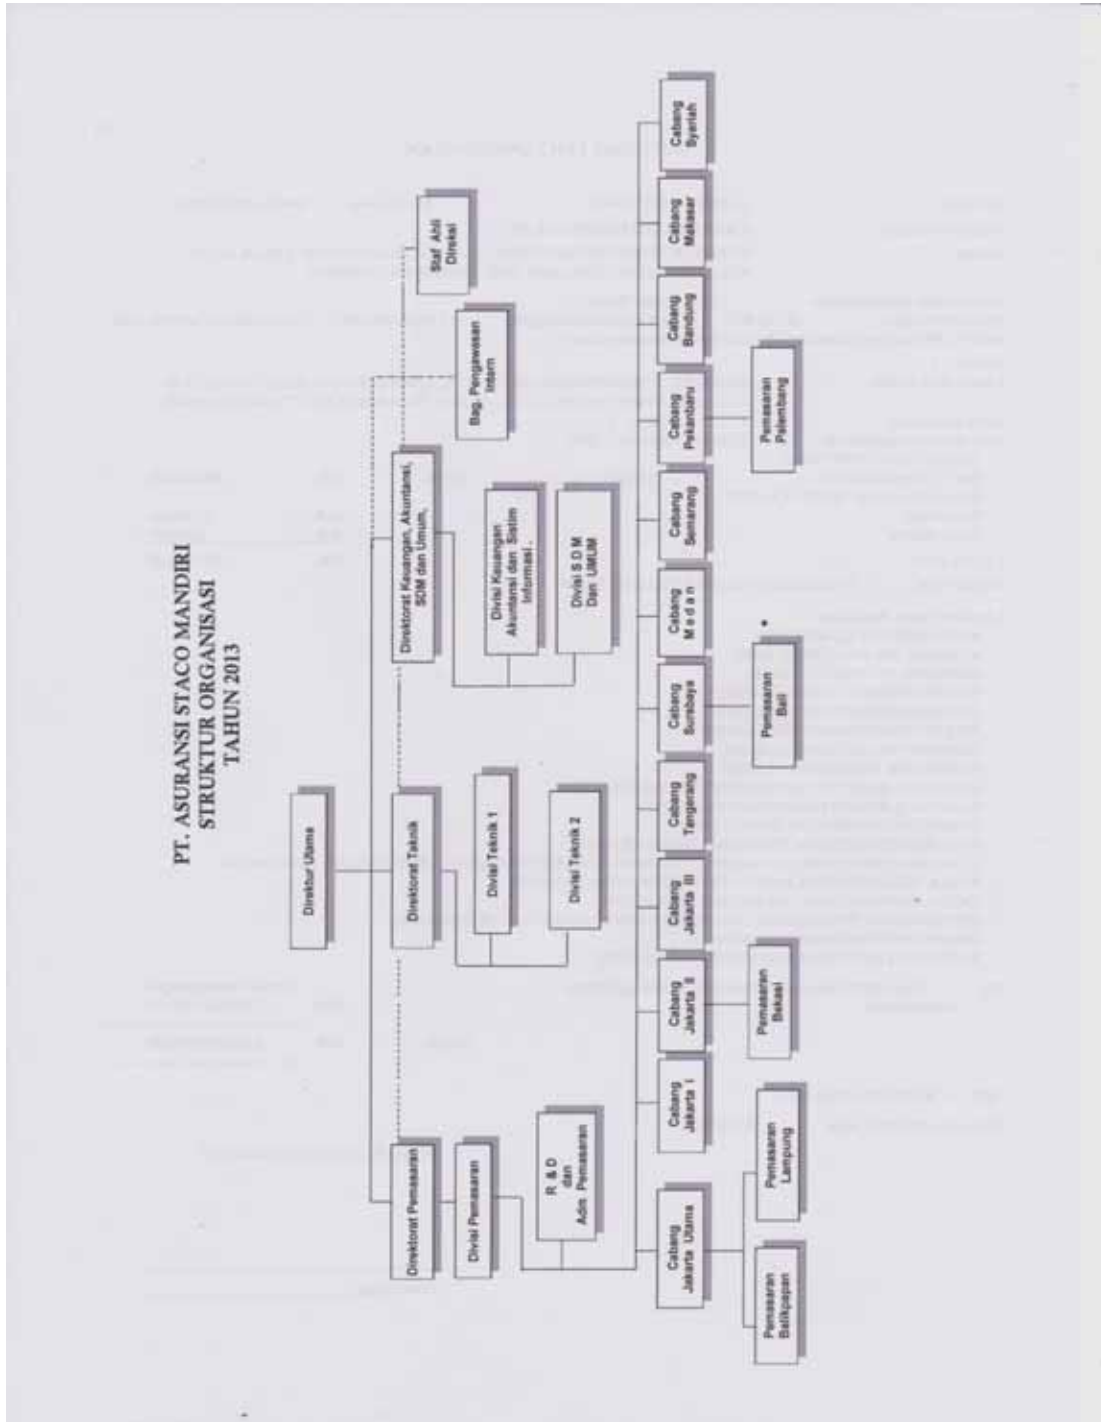 PT. ASURANSI STACO MANDIRI
STRUKTUR ORGANISASI
TAHUN 2013
Direktur Utama
Direktorat Pemasaran
Direktorat Teknik
Direktorat Keuangan, Akuntansi,
SDM dan Umum,
Staf Ahli
Direksi
Bag. Pengawasan
Intern
Divisi Pemasaran
Divisi Teknik 1
Divisi Keuangan
Akuntansi dan Sistim
Informasi.
R & D
dan
Adm Pemasaran
Divisi Teknik 2
Divisi S D M
Dan UMUM
Cabang
Jakarta Utama
Cabang
Jakarta I
Cabang
Jakarta II
Cabang
Jakarta III
Cabang
Tangerang
Cabang
Surabaya
Cabang
M e d a n
Cabang
Semarang
Cabang
Pekanbaru
Cabang
Bandung
Cabang
Makasar
Cabang
Syariah
Pemasaran
Balikpapan
Pemasaran
Lampung
Pemasaran
Bekasi
Pemasaran
Bali
Pemasaran
Palembang